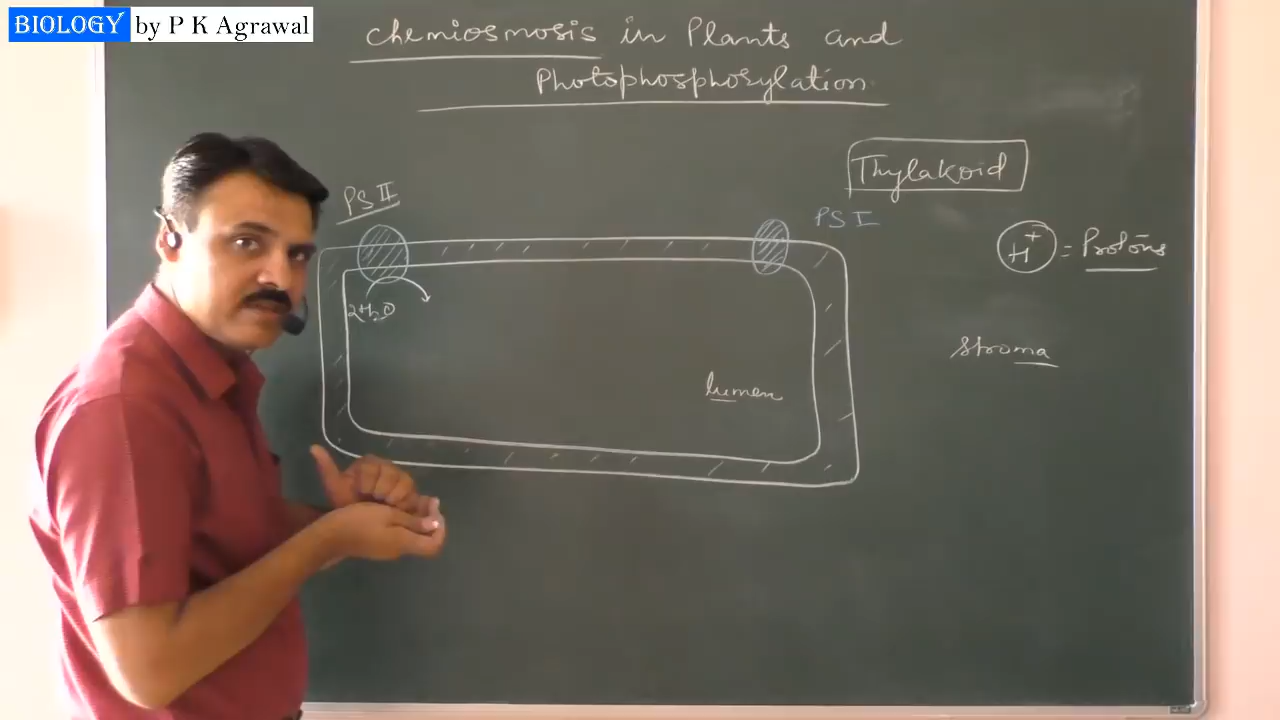 BIOLOGY by P K Agrawal
Chemiosmosis in Plants and
Photophosphorylation
Thylakoid
PS II
PS I
H+ = Protons
2H2O
Stroma
lumen